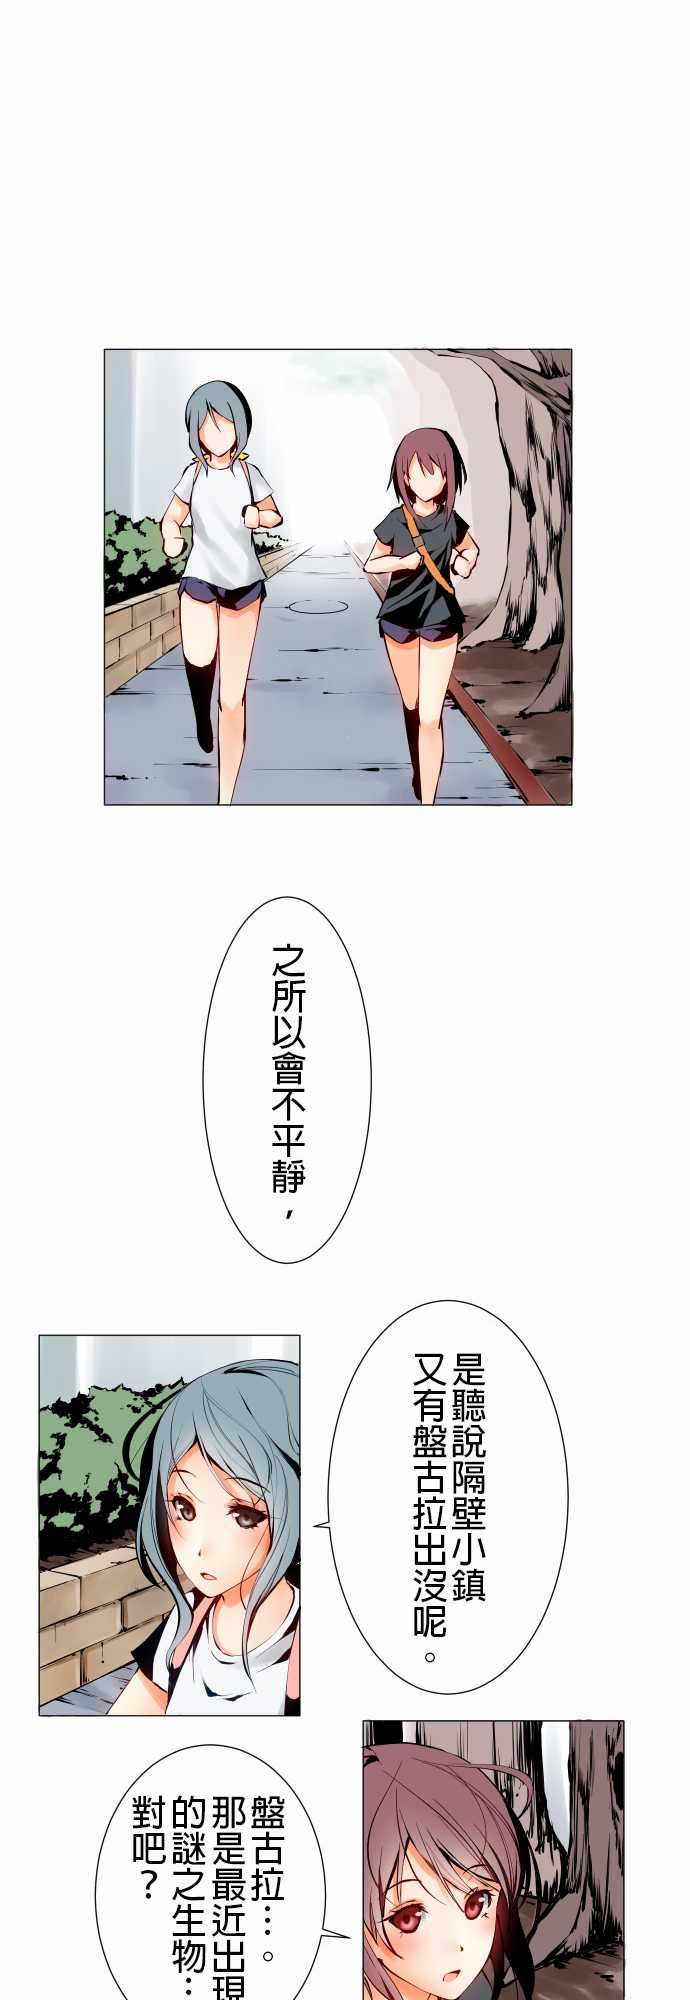 之所以會不平靜，
是聽說隔壁小鎮
又有盤古拉出沒呢。
盤古拉…。
那是最近出現
的謎之生物…
對吧？